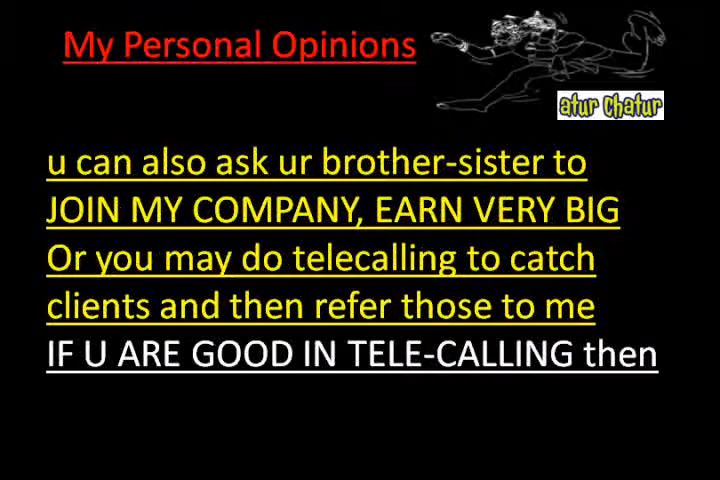 My Personal Opinions
atur chatur
u can also ask ur brother-sister to
JOIN MY COMPANY, EARN VERY BIG
Or you may do telecalling to catch
clients and then refer those to me
IF U ARE GOOD IN TELE-CALLING then